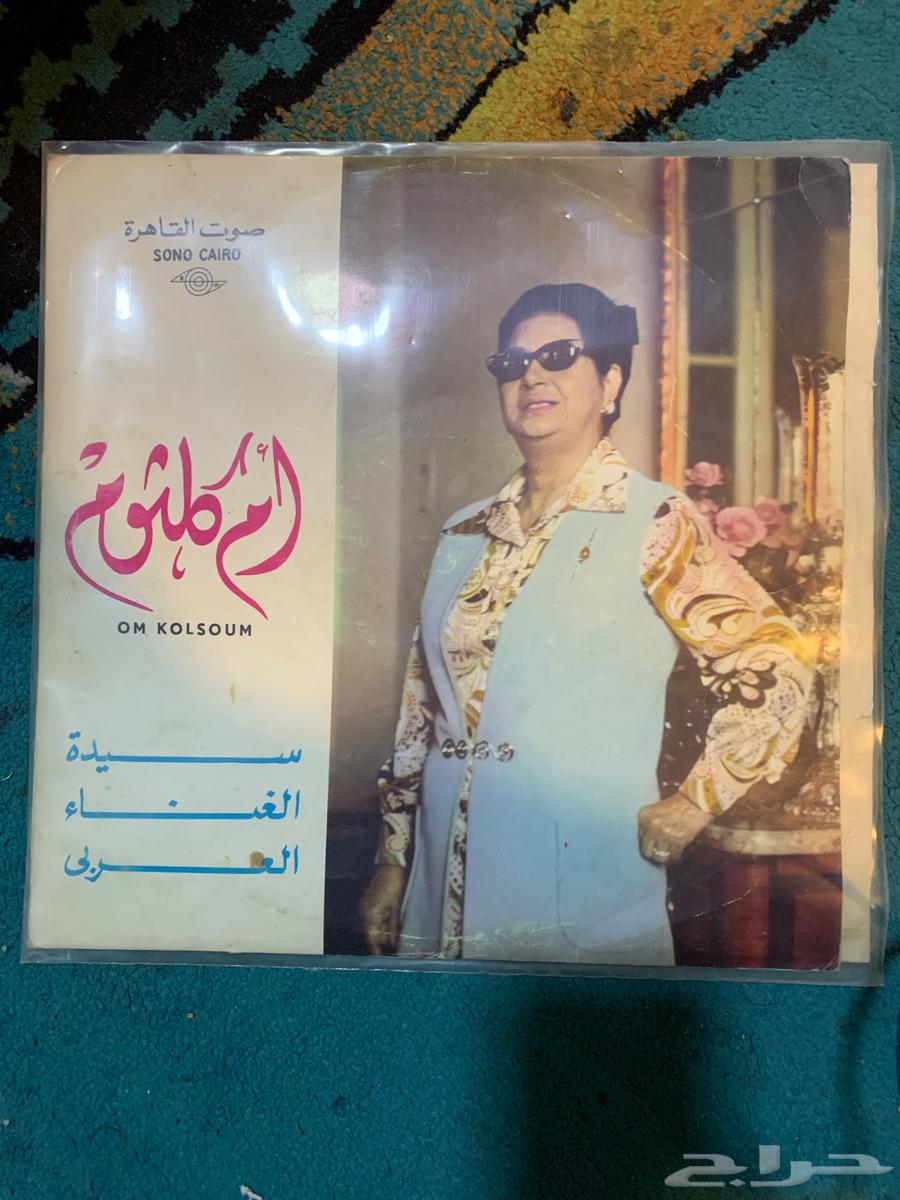 صوت القاهرة
SONO CAIRO
أم كلثوم
OM KOLSOUM
سيدة
الغناء
العربى
حراج